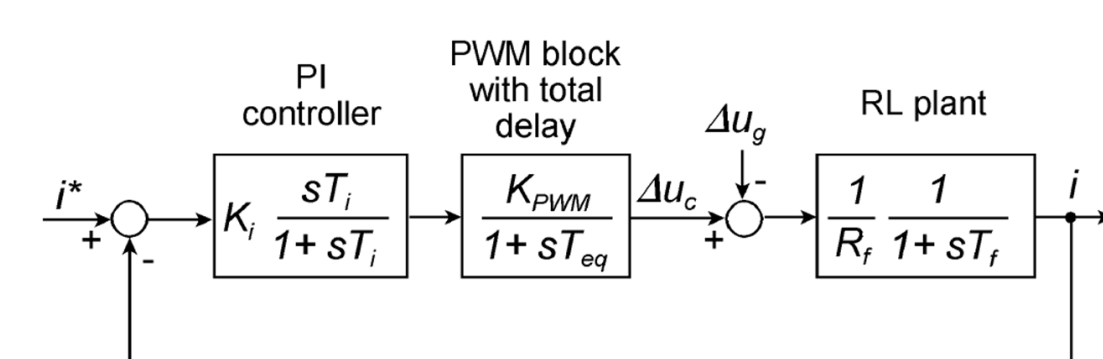 PI
controller
PWM block
with total
delay
RL plant
i*
+
-
K_i sT_i / 1+ sT_i
K_PWM / 1+ sT_eq
Δu_c
+
Δu_g
-
1 / R_f 1 / 1+ sT_f
i